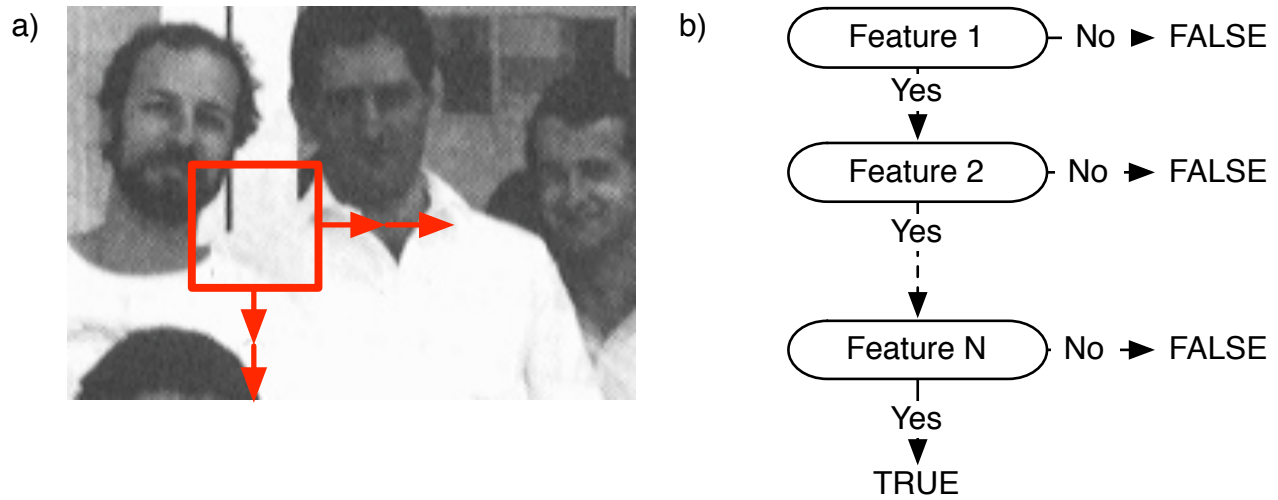 a)
b)
Feature 1
No
FALSE
Yes
Feature 2
No
FALSE
Yes
Feature N
No
FALSE
Yes
TRUE